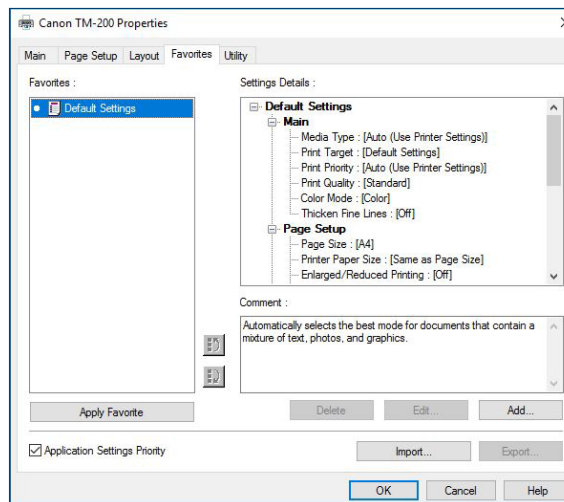 Canon TM-200 Properties
Main Page Setup Layout Favorites Utility
Favorites :
Default Settings
Settings Details :
Default Settings
Main
Media Type : [Auto (Use Printer Settings)]
Print Target : [Default Settings]
Print Priority : [Auto (Use Printer Settings)]
Print Quality : [Standard]
Color Mode : [Color]
Thicken Fine Lines : [Off]
Page Setup
Page Size : [A4]
Printer Paper Size : [Same as Page Size]
Enlarged/Reduced Printing : [Off]
Comment :
Automatically selects the best mode for documents that contain a
mixture of text, photos, and graphics.
Apply Favorite
Delete Edit... Add...
Application Settings Priority
Import... Export...
OK Cancel Help